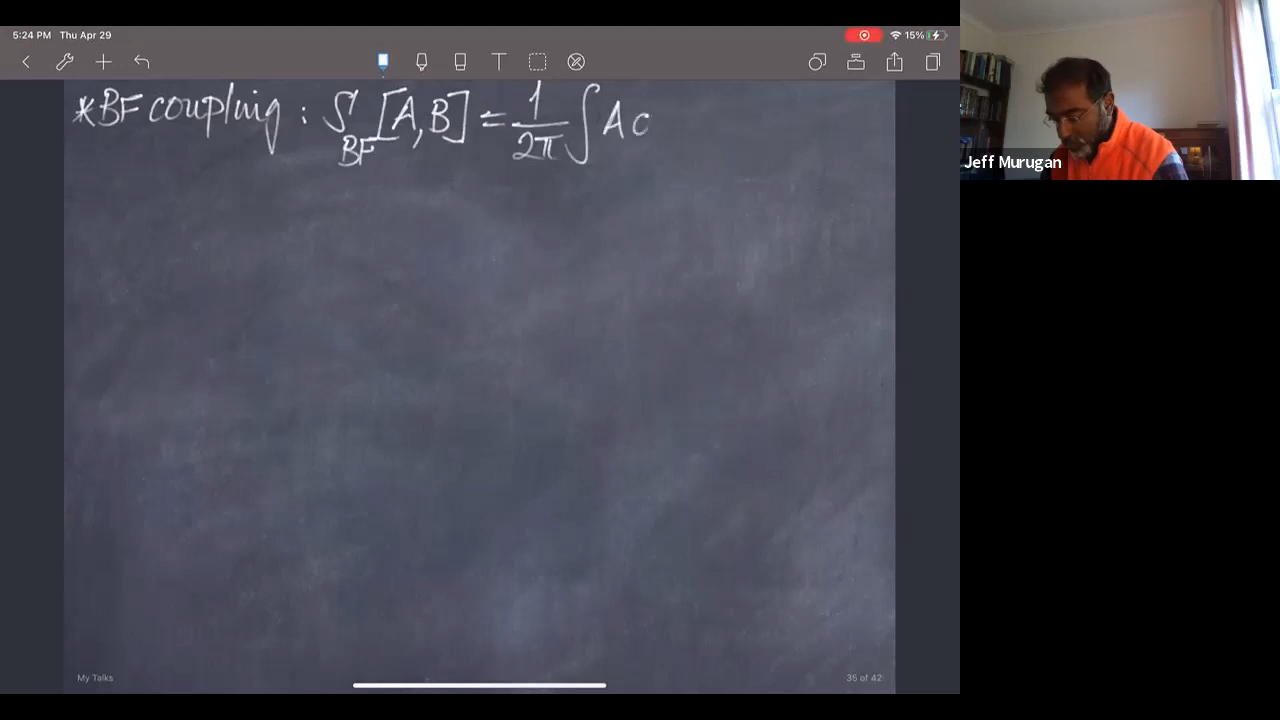 5:24 PM Thu Apr 29
15%
*BF coupling : S_BF [A, B] = 1/2π ∫ A c
Jeff Murugan
My Talks
35 of 42